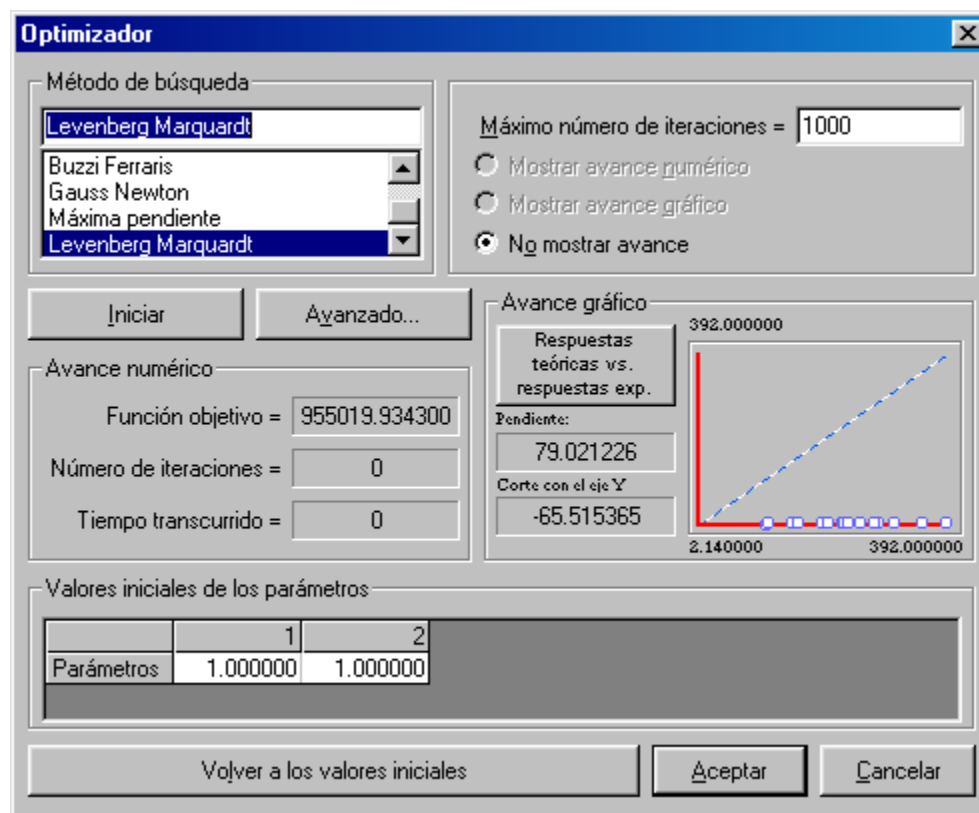 Optimizador
Método de búsqueda
Levenberg Marquardt
Buzzi Ferraris
Gauss Newton
Máxima pendiente
Levenberg Marquardt
Máximo número de iteraciones = 1000
Mostrar avance numérico
Mostrar avance gráfico
No mostrar avance
Iniciar
Avanzado...
Avance numérico
Función objetivo = 955019.934300
Número de iteraciones = 0
Tiempo transcurrido = 0
Avance gráfico
Respuestas
teóricas vs.
respuestas exp.
Pendiente:
79.021226
Corte con el eje Y
-65.515365
392.000000
2.140000 392.000000
Valores iniciales de los parámetros
1 2
Parámetros 1.000000 1.000000
Volver a los valores iniciales
Aceptar
Cancelar